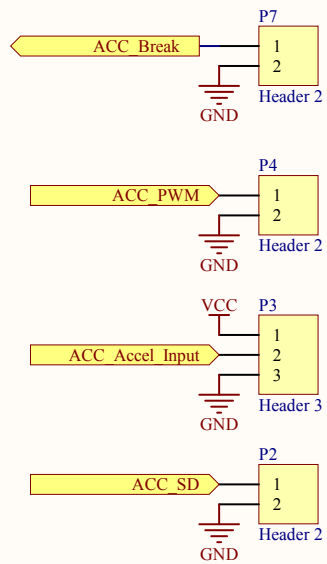 P7
ACC_Break
1
2
GND
Header 2
P4
ACC_PWM
1
2
GND
Header 2
VCC
P3
1
ACC_Accel_Input
2
3
GND
Header 3
P2
ACC_SD
1
2
GND
Header 2